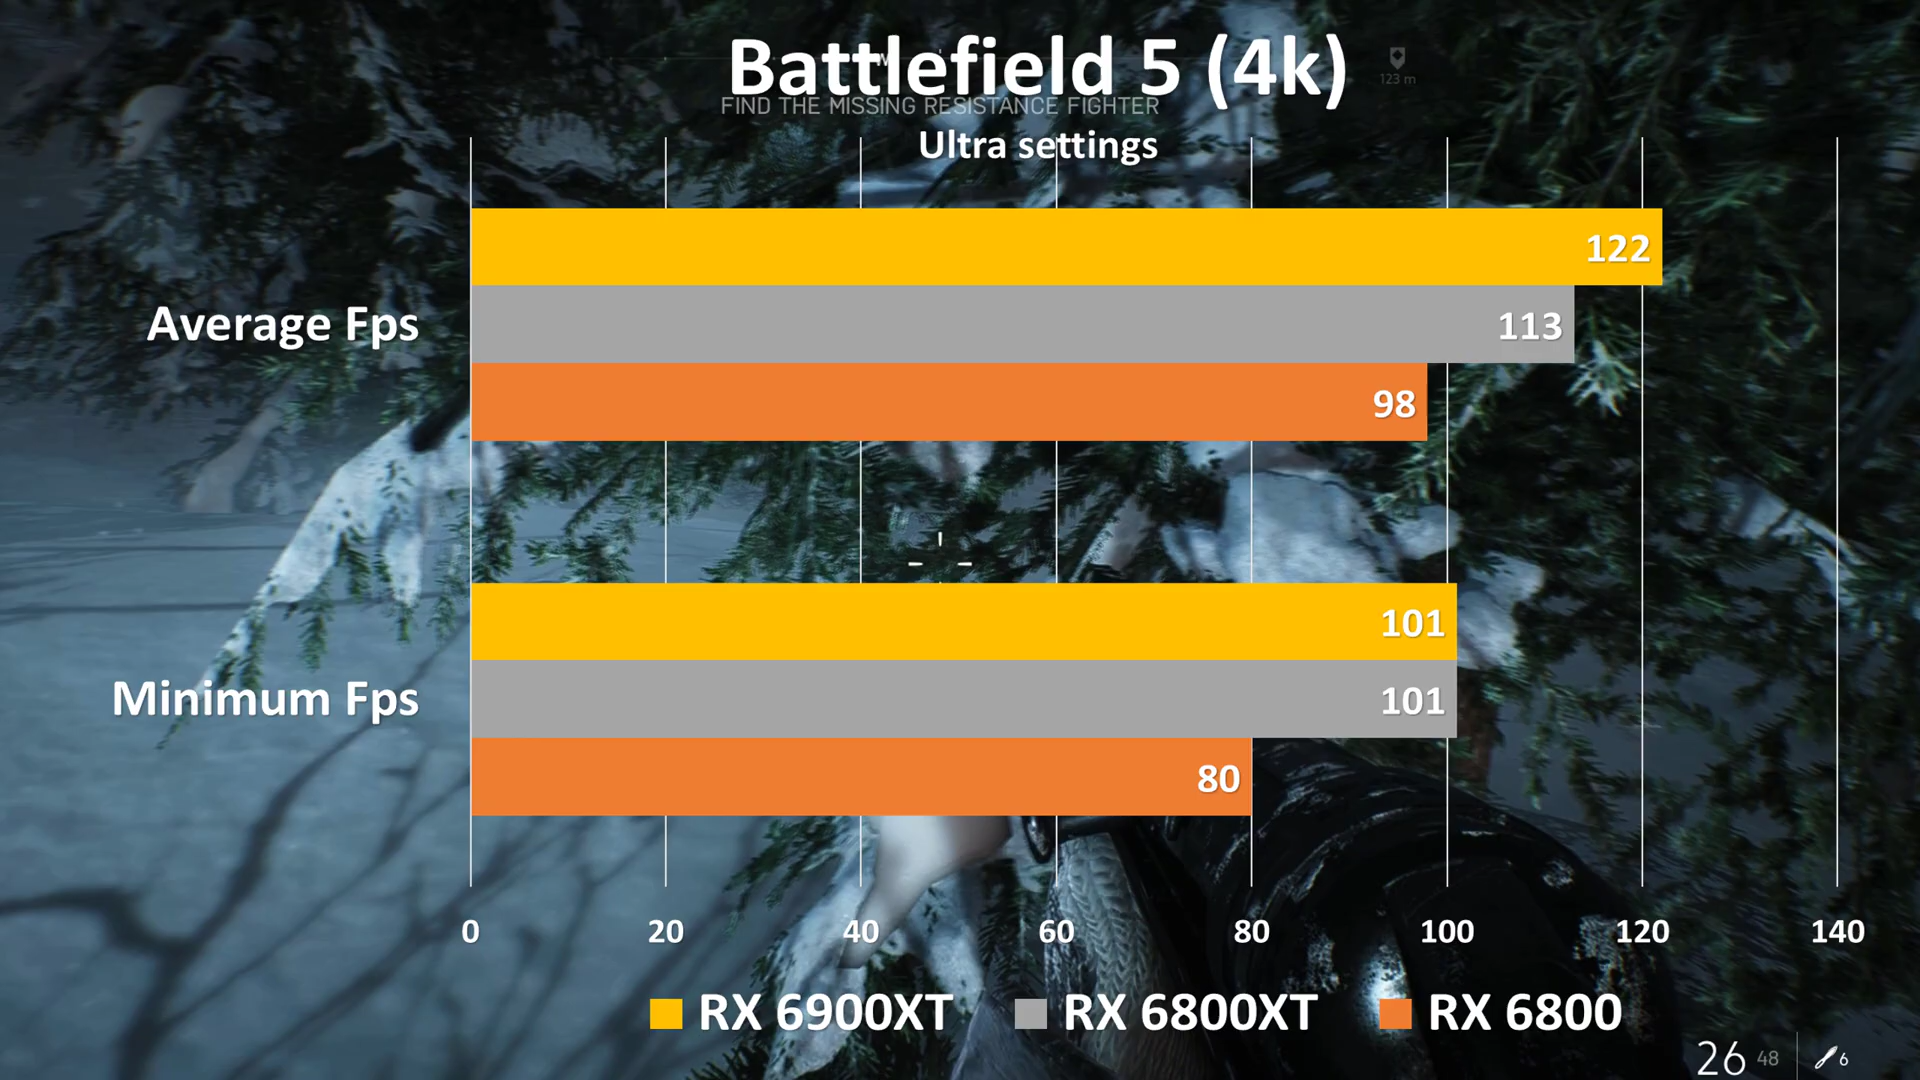 Battlefield 5 (4k)
123 m
FIND THE MISSING RESISTANCE FIGHTER
Ultra settings
122
Average Fps
113
98
101
Minimum Fps
101
80
0 20 40 60 80 100 120 140
RX 6900XT RX 6800XT RX 6800
26 48 6